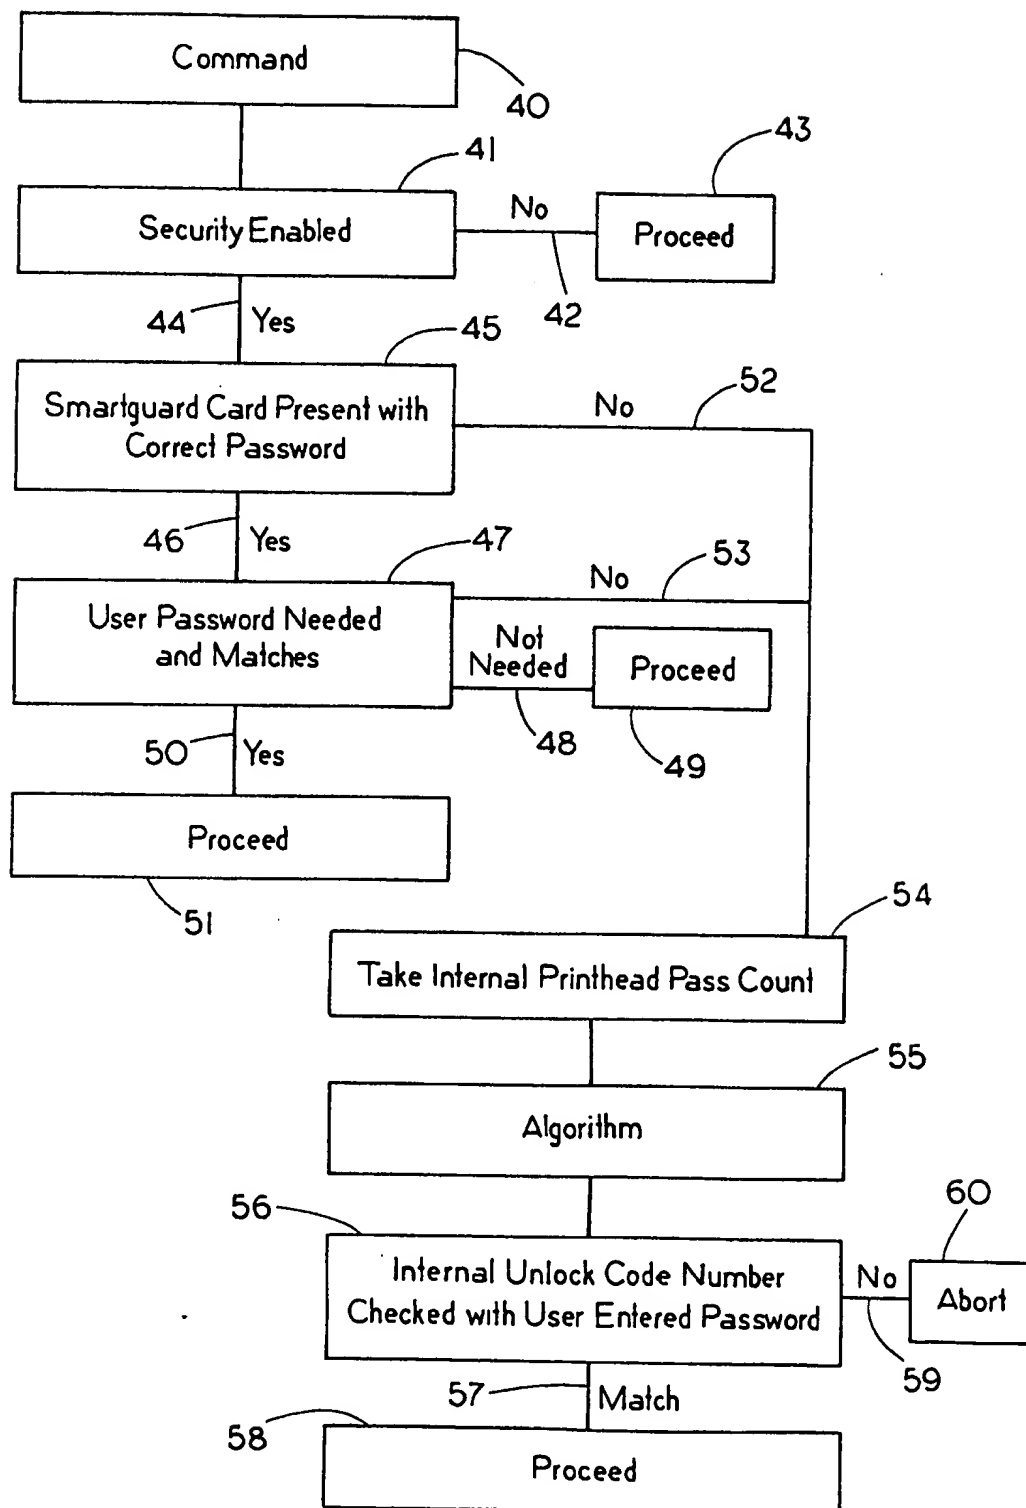 Command
40
41
43
Security Enabled
No
Proceed
42
44
Yes
45
52
Smartguard Card Present with
Correct Password
No
46
Yes
47
53
User Password Needed
and Matches
No
Not
Needed
Proceed
48
49
50
Yes
Proceed
51
54
Take Internal Printhead Pass Count
55
Algorithm
56
60
Internal Unlock Code Number
Checked with User Entered Password
No
Abort
59
57
Match
58
Proceed